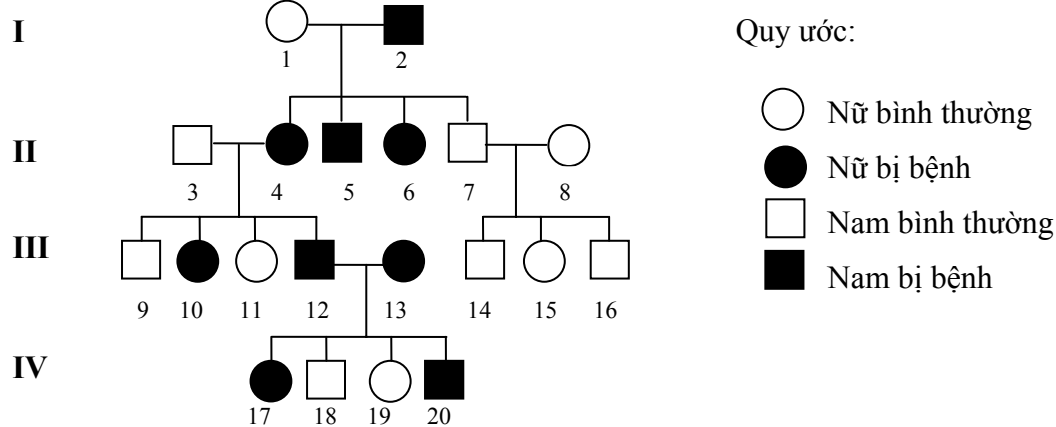 I
1 2
Quy ước:
Nữ bình thường
II
Nữ bị bệnh
3 4 5 6 7 8
Nam bình thường
III
Nam bị bệnh
9 10 11 12 13 14 15 16
IV
17 18 19 20